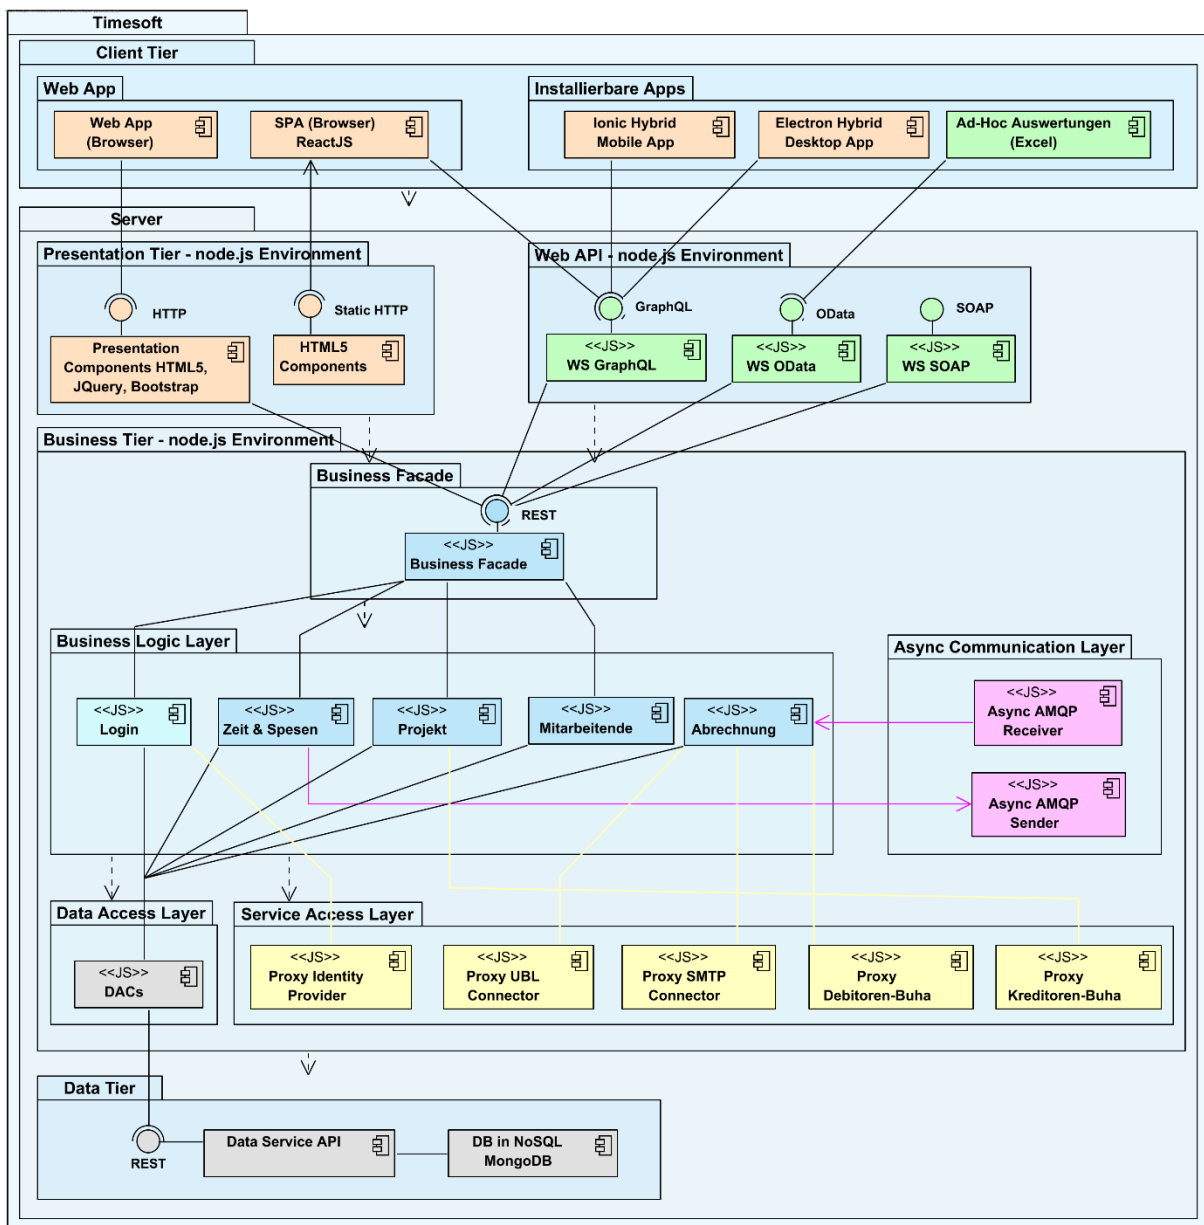 Timesoft
Client Tier
Web App
Installierbare Apps
Web App
(Browser)
SPA (Browser)
ReactJS
Ionic Hybrid
Mobile App
Electron Hybrid
Desktop App
Ad-Hoc Auswertungen
(Excel)
Server
Presentation Tier - node.js Environment
Web API - node.js Environment
HTTP
Static HTTP
GraphQL
OData
SOAP
Presentation
Components HTML5,
JQuery, Bootstrap
HTML5
Components
<<JS>>
WS GraphQL
<<JS>>
WS OData
<<JS>>
WS SOAP
Business Tier - node.js Environment
Business Facade
REST
<<JS>>
Business Facade
Business Logic Layer
Async Communication Layer
<<JS>>
Login
<<JS>>
Zeit & Spesen
<<JS>>
Projekt
<<JS>>
Mitarbeitende
<<JS>>
Abrechnung
<<JS>>
Async AMQP
Receiver
<<JS>>
Async AMQP
Sender
Data Access Layer
Service Access Layer
<<JS>>
DACs
<<JS>>
Proxy Identity
Provider
<<JS>>
Proxy UBL
Connector
<<JS>>
Proxy SMTP
Connector
<<JS>>
Proxy
Debitoren-Buha
<<JS>>
Proxy
Kreditoren-Buha
Data Tier
REST
Data Service API
DB in NoSQL
MongoDB